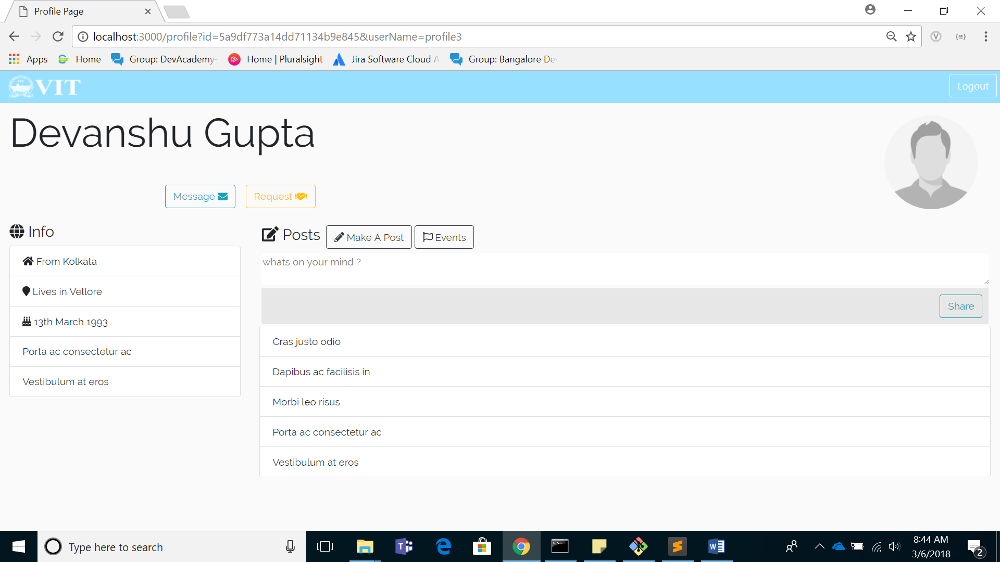 Profile Page
localhost:3000/profile?id=5a9df773a14dd71134b9e845&userName=profile3
Apps Home Group: DevAcademy- Home | Pluralsight Jira Software Cloud A Group: Bangalore De
VIT Logout
Devanshu Gupta
Message Request
Info
From Kolkata
Lives in Vellore
13th March 1993
Porta ac consectetur ac
Vestibulum at eros
Posts Make A Post Events
whats on your mind ?
Share
Cras justo odio
Dapibus ac facilisis in
Morbi leo risus
Porta ac consectetur ac
Vestibulum at eros
Type here to search
8:44 AM
3/6/2018
2